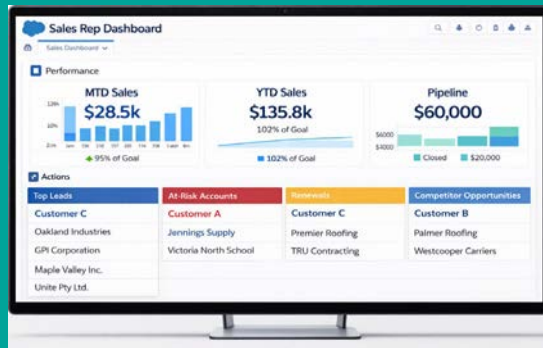 Sales Rep Dashboard
Sales Dashboard
Performance
MTD Sales
$28.5k
95% of Goal
YTD Sales
$135.8k
102% of Goal
102% of Goal
Pipeline
$60,000
$6000
$4000
Closed $20,000
Actions
Top Leads
Customer C
Oakland Industries
GPI Corporation
Maple Valley Inc.
Unite Pty Ltd.
At-Risk Accounts
Customer A
Jennings Supply
Victoria North School
Renewals
Customer C
Premier Roofing
TRU Contracting
Competitor Opportunities
Customer B
Palmer Roofing
Westcooper Carriers